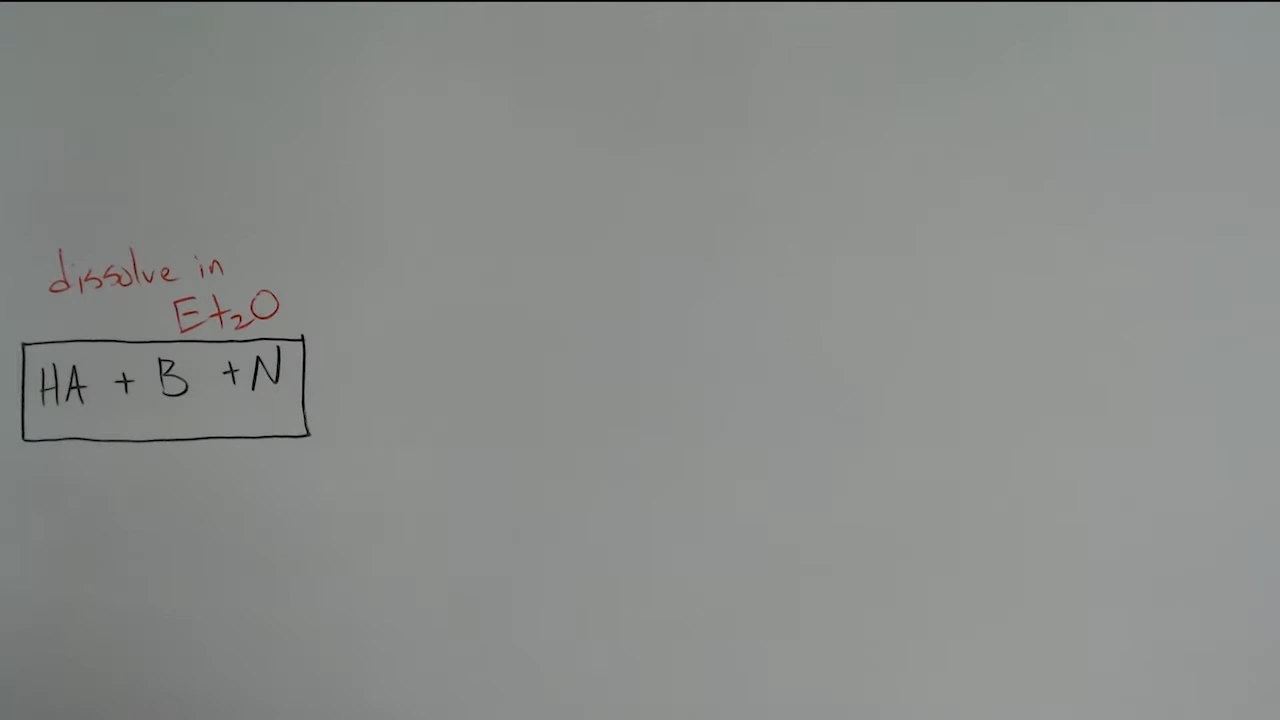 dissolve in
Et₂O
HA + B + N